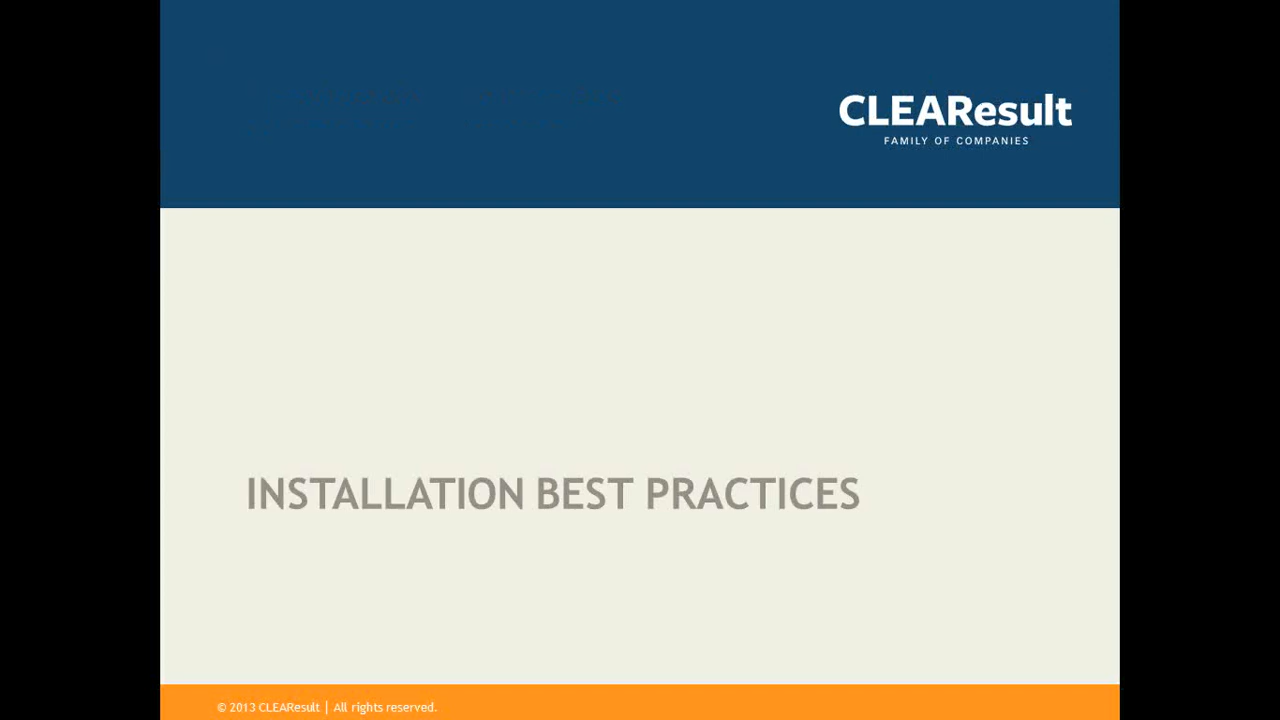 CLEAResult
FAMILY OF COMPANIES
INSTALLATION BEST PRACTICES
© 2013 CLEAResult | All rights reserved.